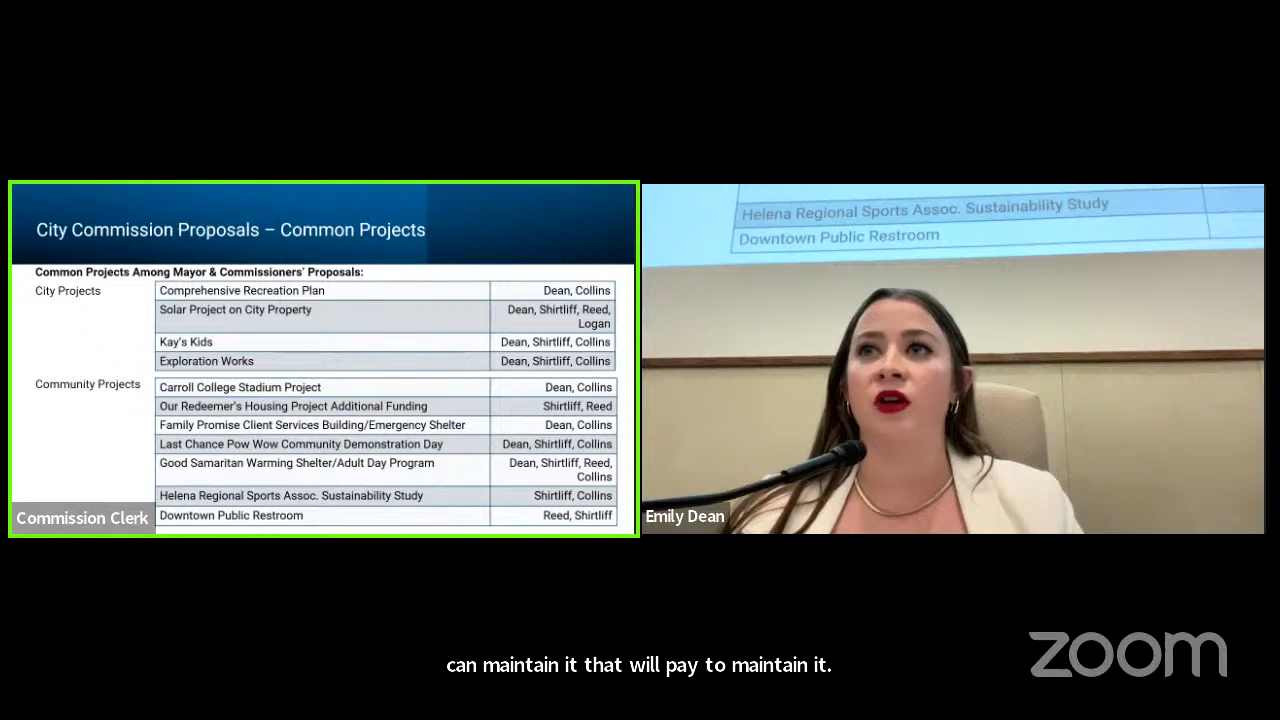 City Commission Proposals – Common Projects
Common Projects Among Mayor & Commissioners' Proposals:
City Projects
Comprehensive Recreation Plan
Dean, Collins
Solar Project on City Property
Dean, Shirtliff, Reed,
Logan
Kay's Kids
Dean, Shirtliff, Collins
Exploration Works
Dean, Shirtliff, Collins
Community Projects
Carroll College Stadium Project
Dean, Collins
Our Redeemer's Housing Project Additional Funding
Shirtliff, Reed
Family Promise Client Services Building/Emergency Shelter
Dean, Collins
Last Chance Pow Wow Community Demonstration Day
Dean, Shirtliff, Collins
Good Samaritan Warming Shelter/Adult Day Program
Dean, Shirtliff, Reed,
Collins
Helena Regional Sports Assoc. Sustainability Study
Shirtliff, Collins
Downtown Public Restroom
Reed, Shirtliff
Commission Clerk
Helena Regional Sports Assoc. Sustainability Study
Downtown Public Restroom
Emily Dean
can maintain it that will pay to maintain it.
zoom